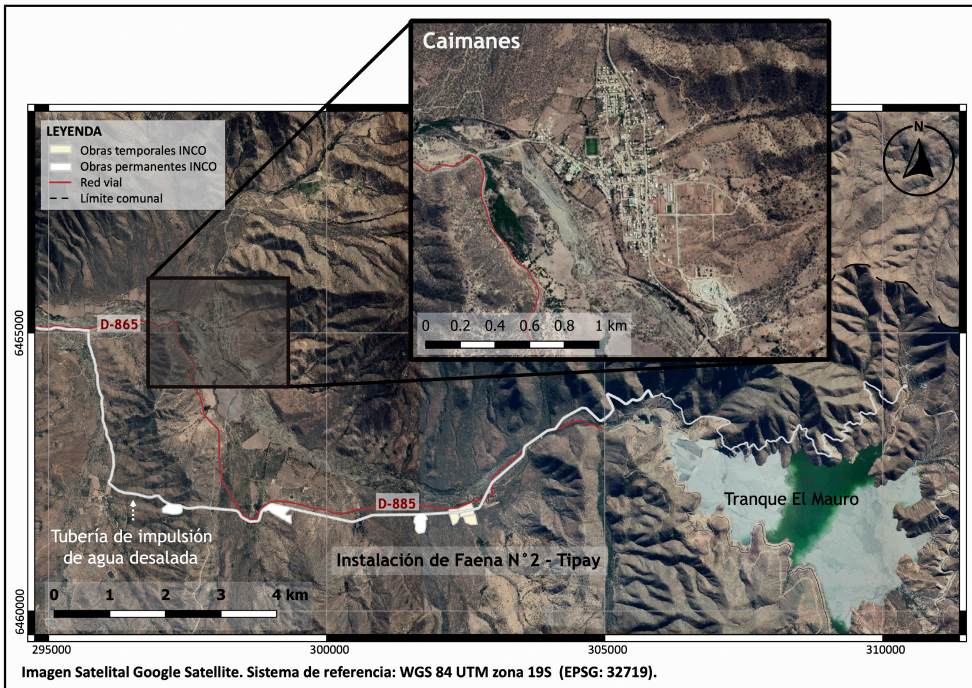 Caimanes
0 0.2 0.4 0.6 0.8 1 km
LEYENDA
Obras temporales INCO
Obras permanentes INCO
Red vial
Límite comunal
N
D-865
D-885
Tubería de impulsión
de agua desalada
Instalación de Faena N°2 - Tipay
Tranque El Mauro
0 1 2 3 4 km
6465000
6460000
295000 300000 305000 310000
Imagen Satelital Google Satellite. Sistema de referencia: WGS 84 UTM zona 19S (EPSG: 32719).